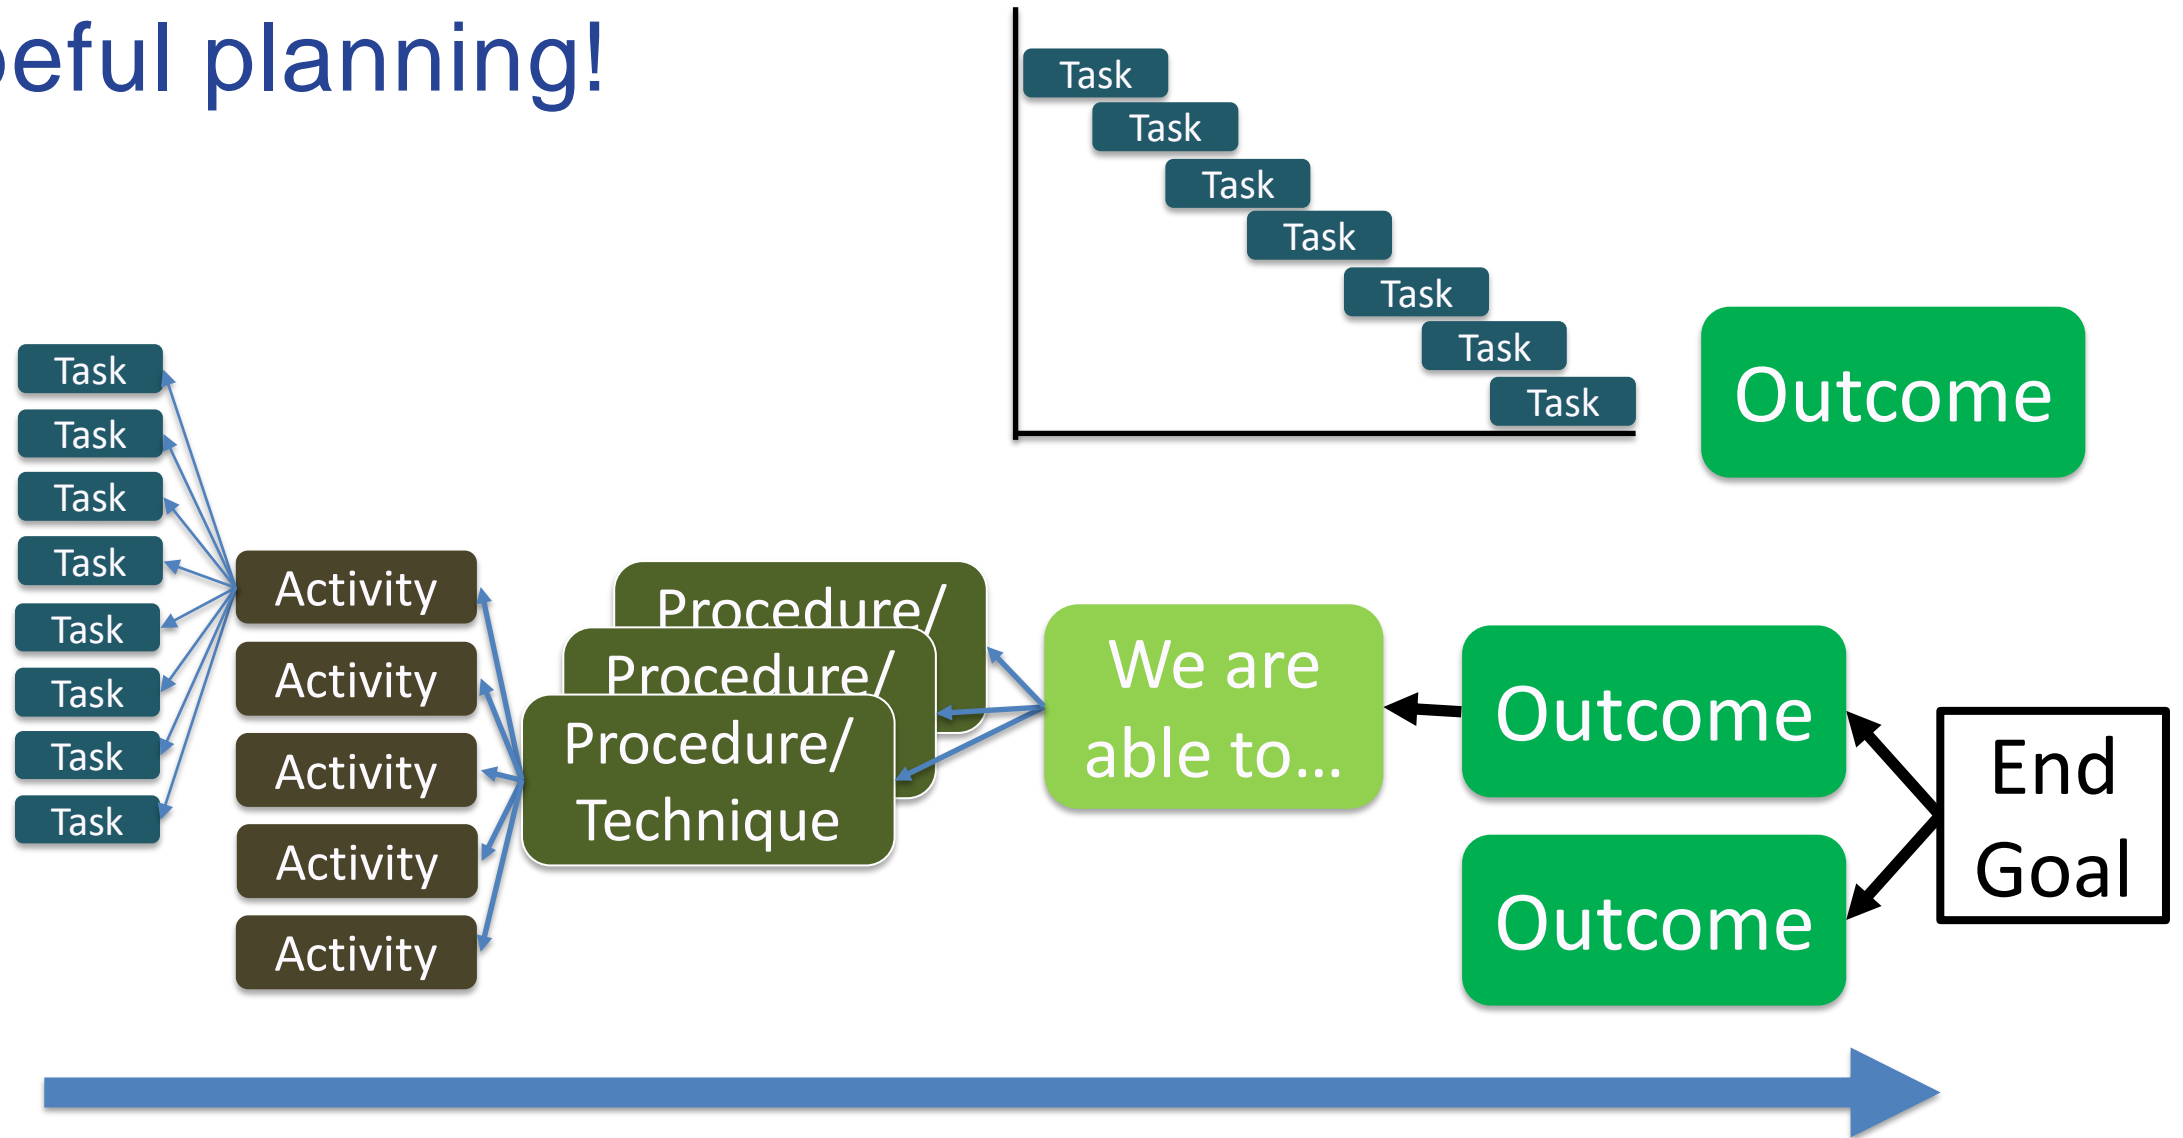 peful planning!
Task
Task
Task
Task
Task
Task
Task
Outcome
Task
Task
Task
Task
Task
Task
Task
Task
Activity
Activity
Activity
Activity
Activity
Procedure/
Procedure/
Procedure/
Technique
We are
able to...
Outcome
Outcome
End
Goal